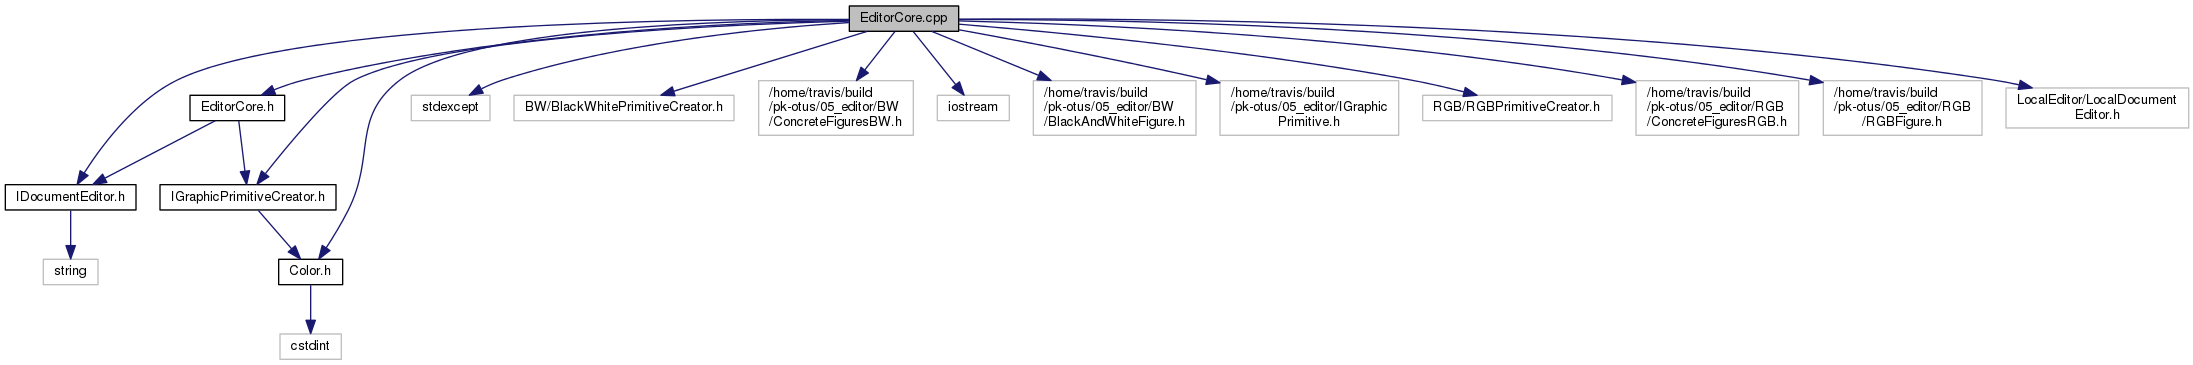 EditorCore.cpp
EditorCore.h
stdexcept
BW/BlackWhitePrimitiveCreator.h
/home/travis/build
/pk-otus/05_editor/BW
/ConcreteFiguresBW.h
iostream
/home/travis/build
/pk-otus/05_editor/BW
/BlackAndWhiteFigure.h
/home/travis/build
/pk-otus/05_editor/IGraphic
Primitive.h
RGB/RGBPrimitiveCreator.h
/home/travis/build
/pk-otus/05_editor/RGB
/ConcreteFiguresRGB.h
/home/travis/build
/pk-otus/05_editor/RGB
/RGBFigure.h
LocalEditor/LocalDocument
Editor.h
IDocumentEditor.h
IGraphicPrimitiveCreator.h
string
Color.h
cstdint